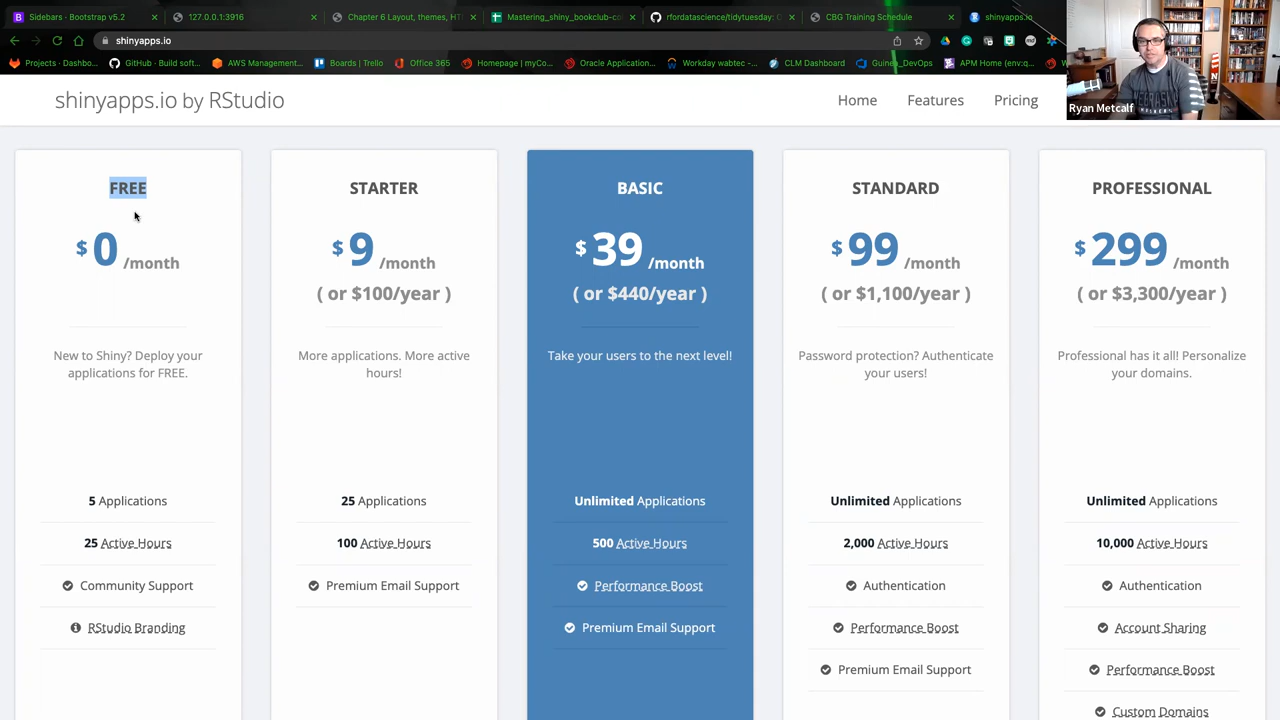 Sidebars · Bootstrap v5.2
127.0.0.1:3916
Chapter 6 Layout, themes, HT
Mastering_shiny_bookclub-co
rfordatascience/tidytuesday: O
CBG Training Schedule
shinyapps.io
shinyapps.io
Projects · Dashbo...
GitHub · Build soft...
AWS Management...
Boards | Trello
Office 365
Homepage | myCo...
Oracle Application...
Workday wabtec -...
CLM Dashboard
Guinea_DevOps
APM Home (env:q...
Ryan Metcalf
shinyapps.io by RStudio
Home
Features
Pricing
FREE
$0 /month
New to Shiny? Deploy your
applications for FREE.
5 Applications
25 Active Hours
Community Support
RStudio Branding
STARTER
$9 /month
( or $100/year )
More applications. More active
hours!
25 Applications
100 Active Hours
Premium Email Support
BASIC
$39 /month
( or $440/year )
Take your users to the next level!
Unlimited Applications
500 Active Hours
Performance Boost
Premium Email Support
STANDARD
$99 /month
( or $1,100/year )
Password protection? Authenticate
your users!
Unlimited Applications
2,000 Active Hours
Authentication
Performance Boost
Premium Email Support
PROFESSIONAL
$299 /month
( or $3,300/year )
Professional has it all! Personalize
your domains.
Unlimited Applications
10,000 Active Hours
Authentication
Account Sharing
Performance Boost
Custom Domains